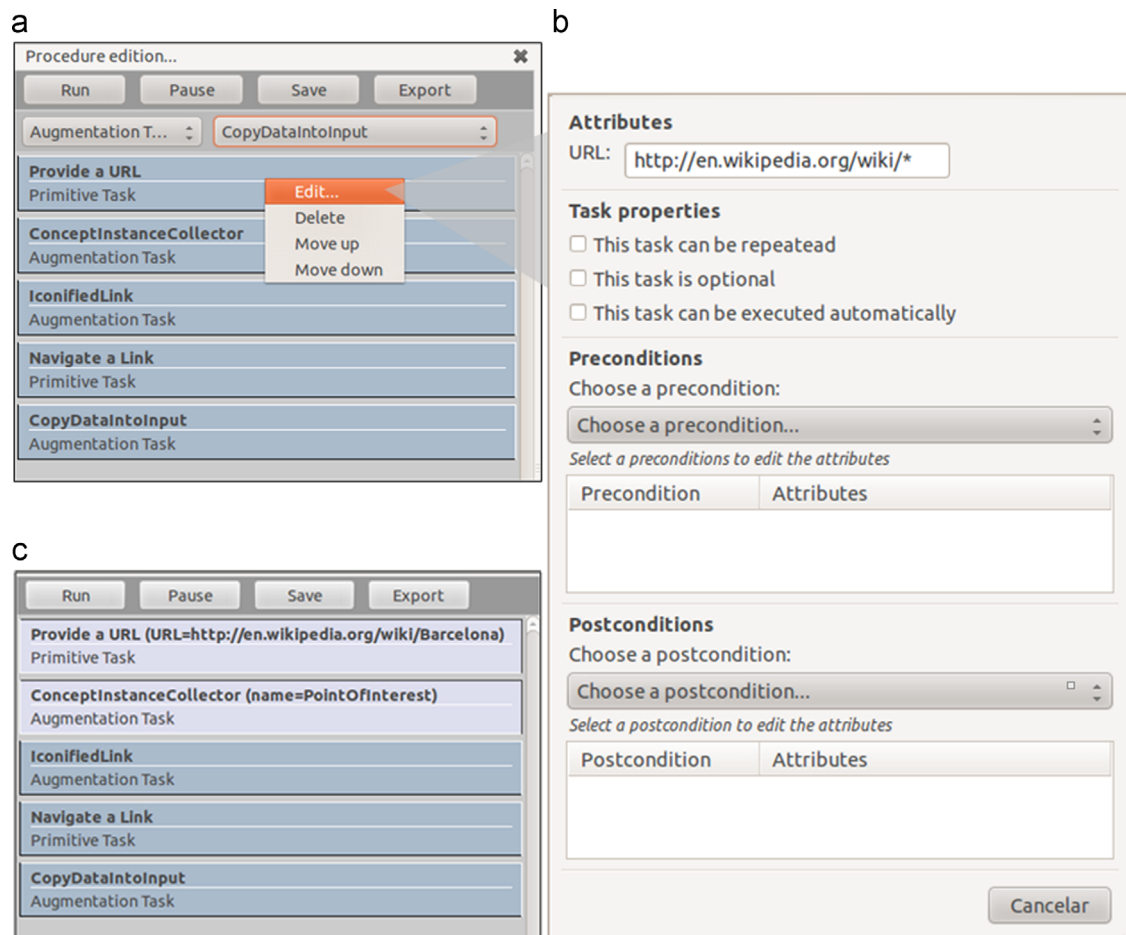 a
Procedure edition...
Run Pause Save Export
Augmentation T... CopyDataIntoInput
Provide a URL
Primitive Task
ConceptInstanceCollector
Augmentation Task
IconifiedLink
Augmentation Task
Navigate a Link
Primitive Task
CopyDataIntoInput
Augmentation Task
Edit...
Delete
Move up
Move down
b
Attributes
URL: http://en.wikipedia.org/wiki/*
Task properties
This task can be repeatead
This task is optional
This task can be executed automatically
Preconditions
Choose a precondition:
Choose a precondition...
Select a preconditions to edit the attributes
Precondition Attributes
Postconditions
Choose a postcondition:
Choose a postcondition...
Select a postcondition to edit the attributes
Postcondition Attributes
Cancelar
c
Run Pause Save Export
Provide a URL (URL=http://en.wikipedia.org/wiki/Barcelona)
Primitive Task
ConceptInstanceCollector (name=PointOfInterest)
Augmentation Task
IconifiedLink
Augmentation Task
Navigate a Link
Primitive Task
CopyDataIntoInput
Augmentation Task